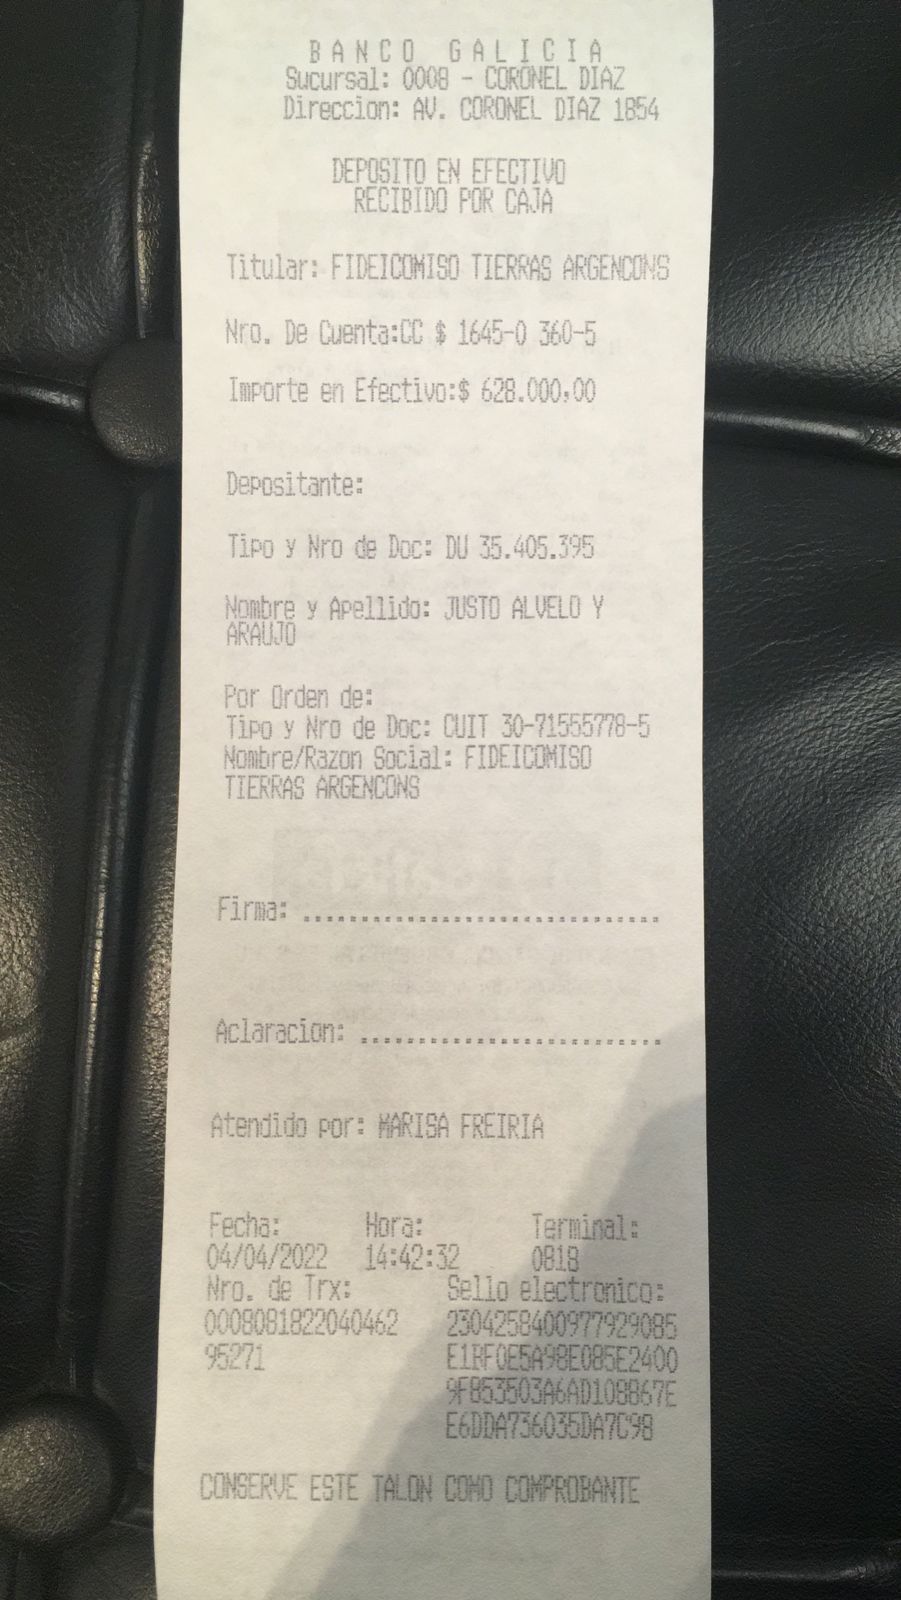 BANCO GALICIA
Sucursal: 0008 - CORONEL DIAZ
Direccion: AV. CORONEL DIAZ 1854
DEPOSITO EN EFECTIVO
RECIBIDO POR CAJA
Titular: FIDEICOMISO TIERRAS ARGENCONS
Nro. De Cuenta:CC $ 1645-0 360-5
Importe en Efectivo:$ 628.000,00
Depositante:
Tipo y Nro de Doc: DU 35.405.395
Nombre y Apellido: JUSTO ALVELO Y
ARAUJO
Por Orden de:
Tipo y Nro de Doc: CUIT 30-71555778-5
Nombre/Razon Social: FIDEICOMISO
TIERRAS ARGENCONS
Firma: ...............................
Aclaracion: ..........................
Atendido por: MARISA FREIRIA
Fecha: Hora: Terminal:
04/04/2022 14:42:32 0818
Nro. de Trx: Sello electronico:
0008081822040462 23042584009779290​85
95271 E1BF0E5A98E085E2400
9F853503A6AD108867E
E6DDA736035DA7C98
CONSERVE ESTE TALON COMO COMPROBANTE